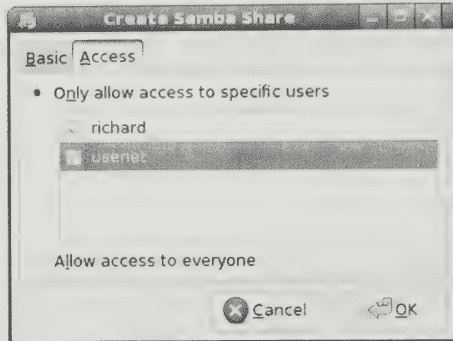 Create Samba Share
Basic Access
Only allow access to specific users
richard
usenet
Allow access to everyone
Cancel OK